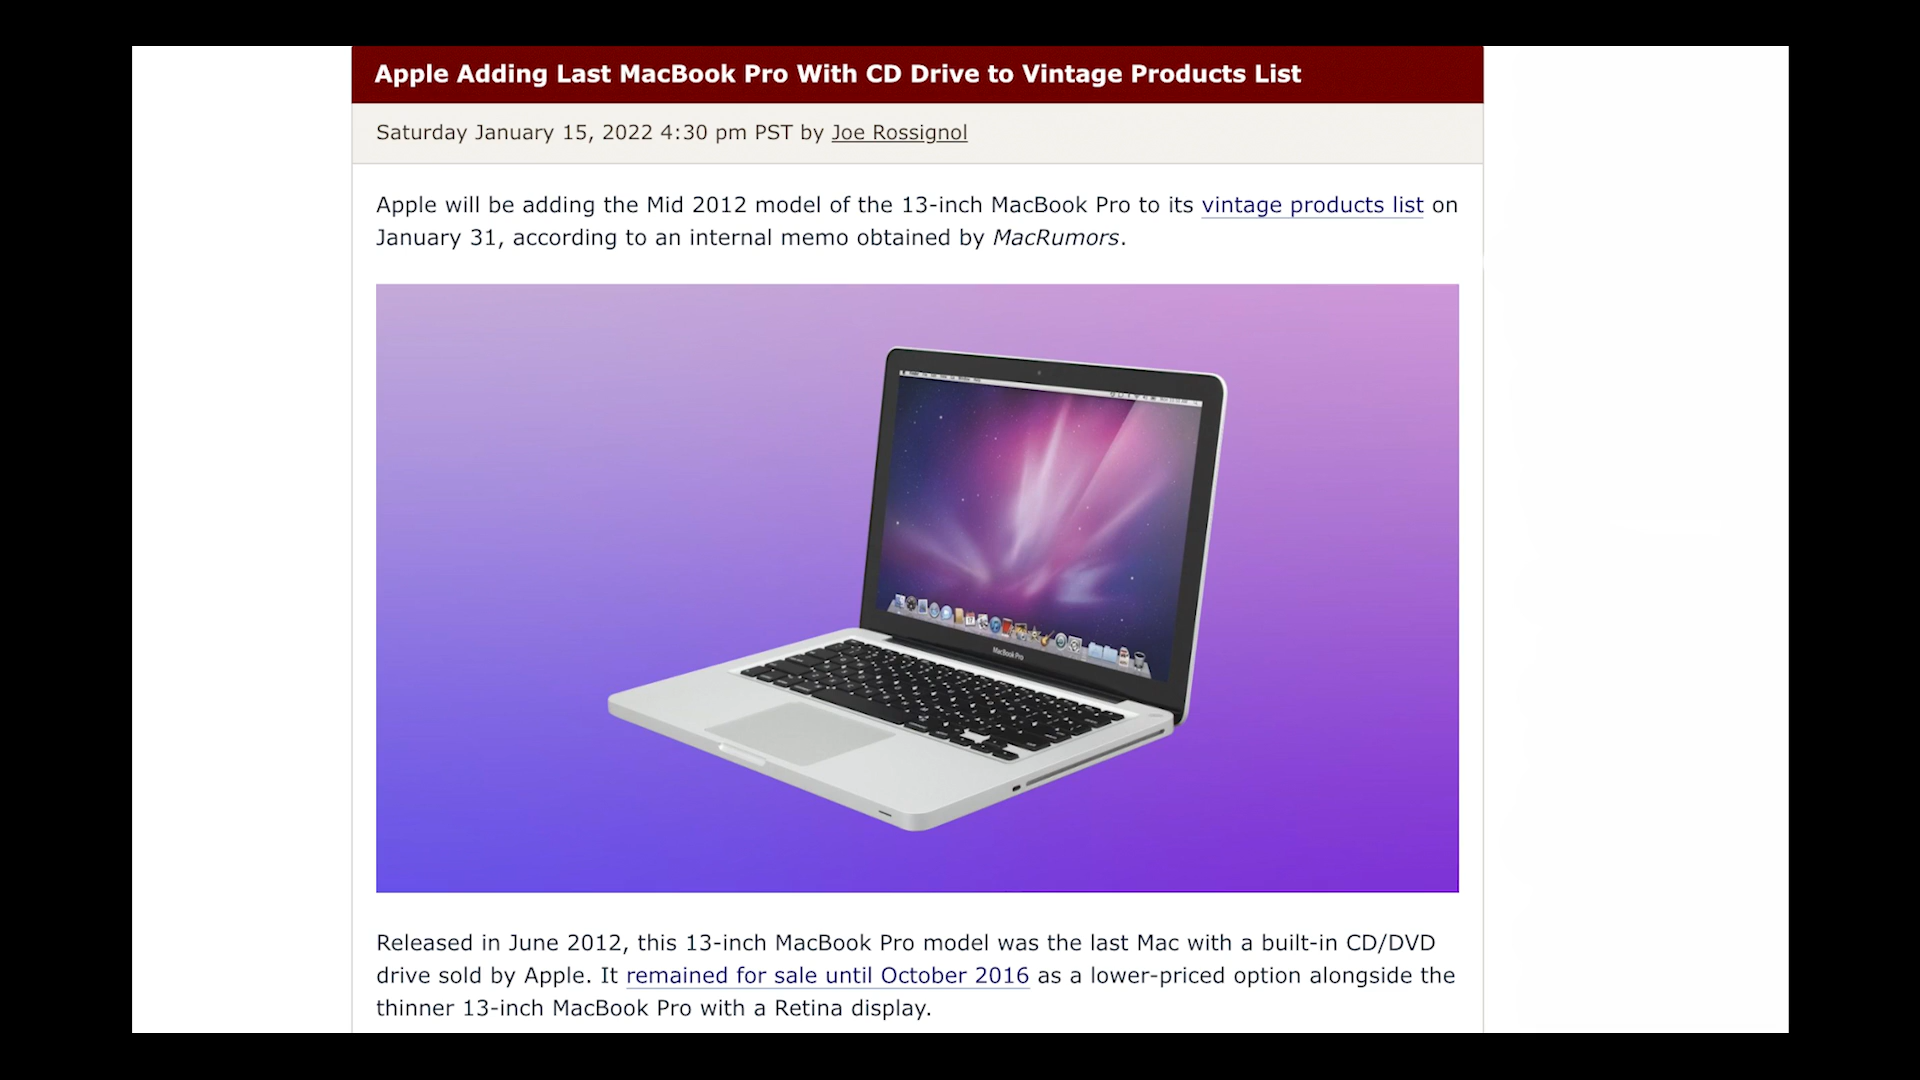 Apple Adding Last MacBook Pro With CD Drive to Vintage Products List
Saturday January 15, 2022 4:30 pm PST by Joe Rossignol
Apple will be adding the Mid 2012 model of the 13-inch MacBook Pro to its vintage products list on
January 31, according to an internal memo obtained by MacRumors.
MacBook Pro
Released in June 2012, this 13-inch MacBook Pro model was the last Mac with a built-in CD/DVD
drive sold by Apple. It remained for sale until October 2016 as a lower-priced option alongside the
thinner 13-inch MacBook Pro with a Retina display.